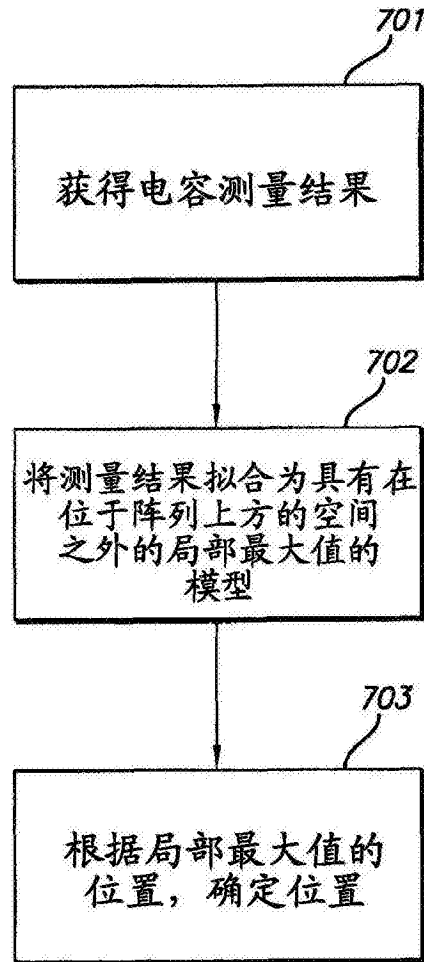 701
获得电容测量结果
702
将测量结果拟合为具有在
位于阵列上方的空间
之外的局部最大值的
模型
703
根据局部最大值的
位置，确定位置